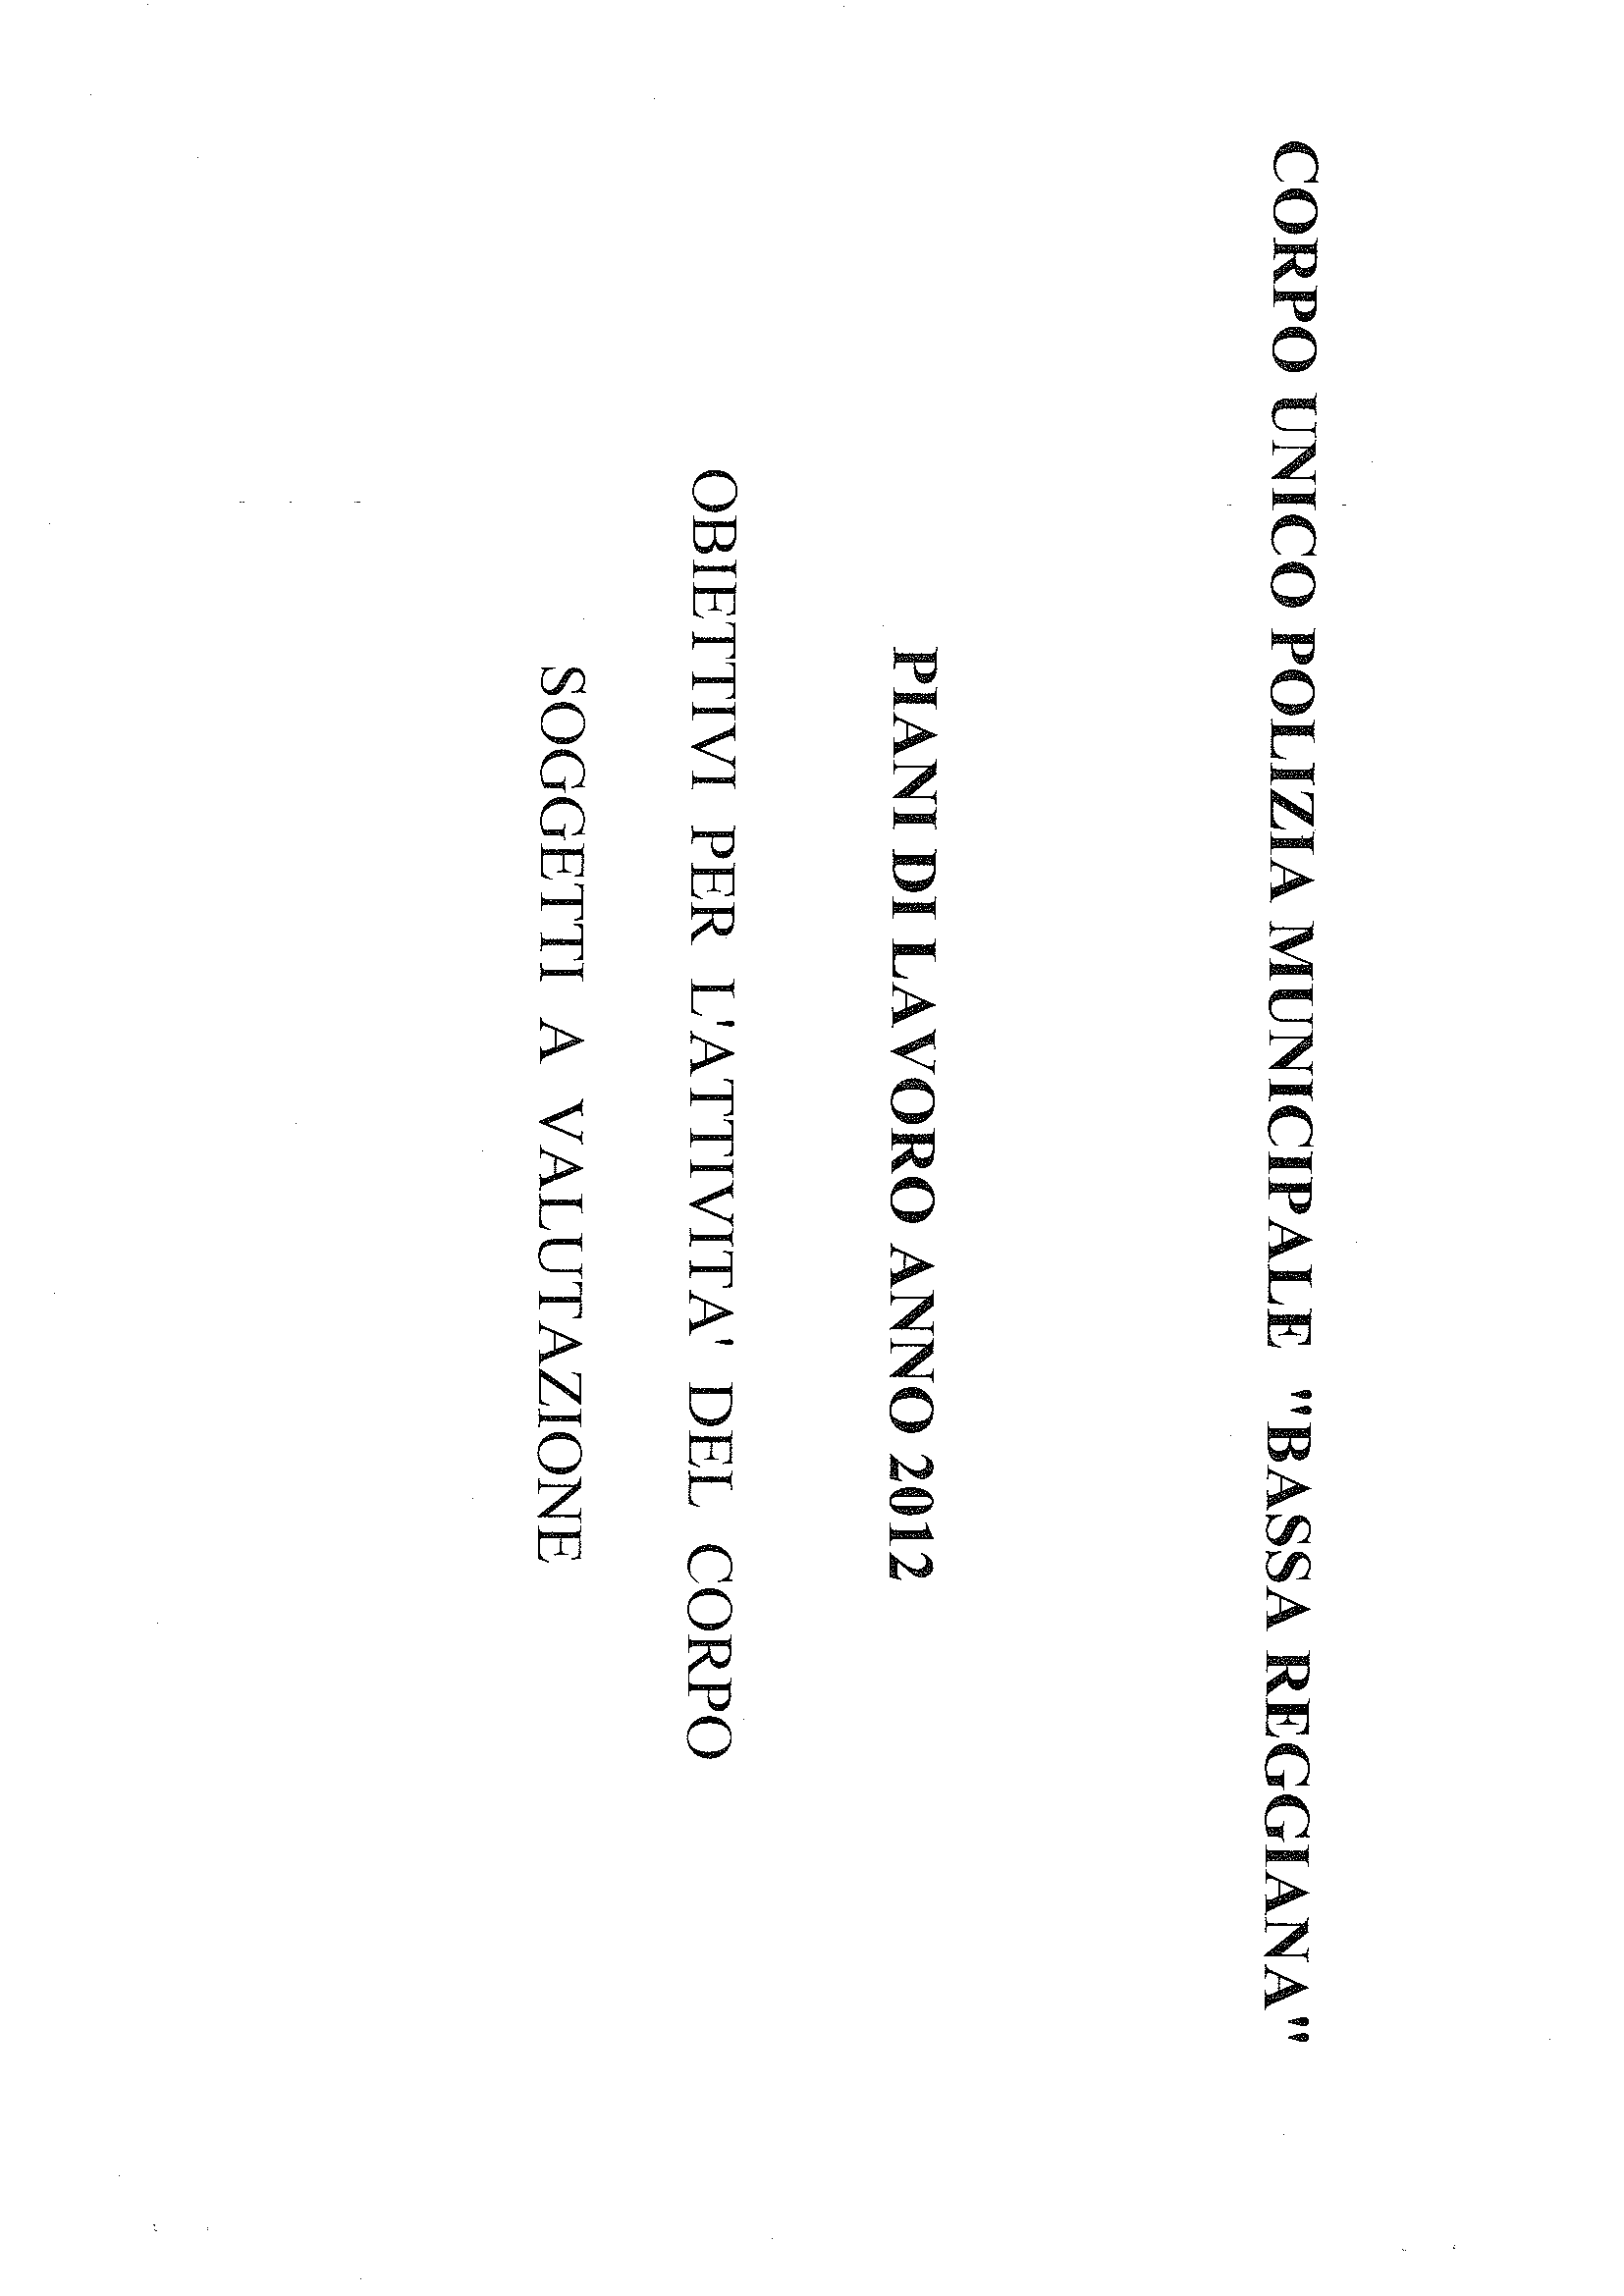 CORPO UNICO POLIZIA MUNICIPALE "BASSA REGGIANA"
PIANI DI LAVORO ANNO 2012
OBIETTIVI PER L'ATTIVITA' DEL CORPO
SOGGETTI A VALUTAZIONE